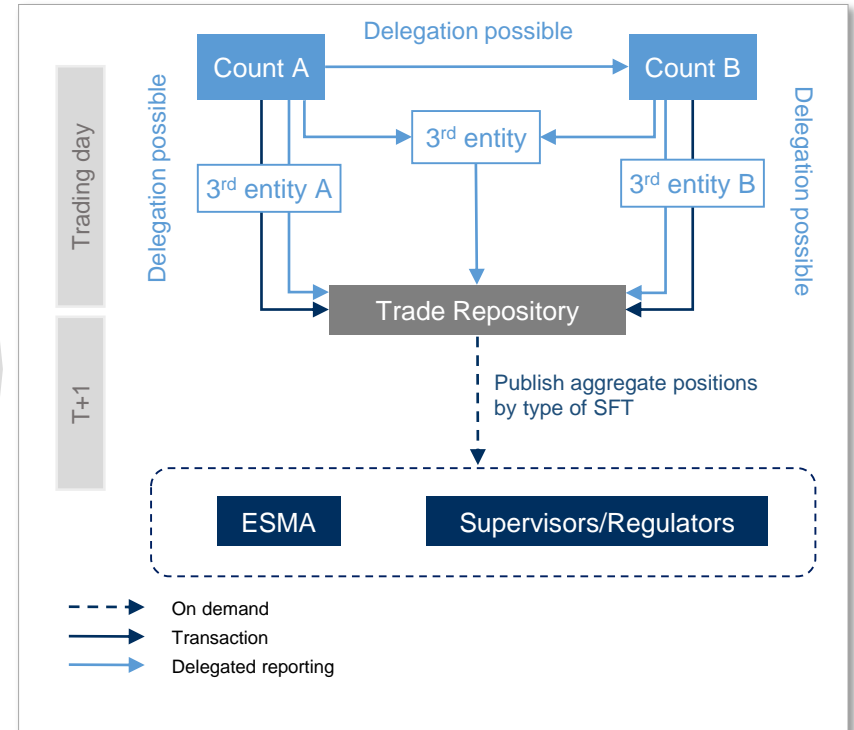 Delegation possible
Count A
Count B
Trading day
Delegation possible
3rd entity
Delegation possible
3rd entity A
3rd entity B
Trade Repository
T+1
Publish aggregate positions
by type of SFT
ESMA
Supervisors/Regulators
On demand
Transaction
Delegated reporting